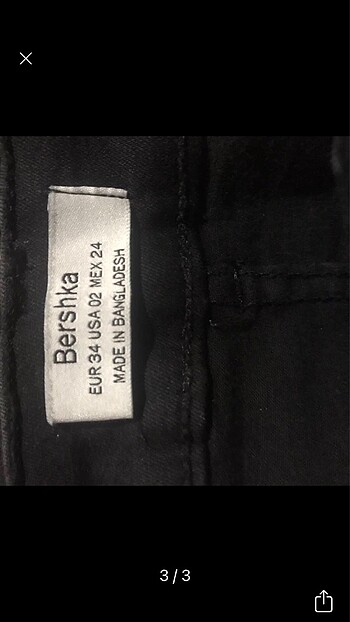 Bershka
EUR 34 USA 02 MEX 24
MADE IN BANGLADESH
3 / 3